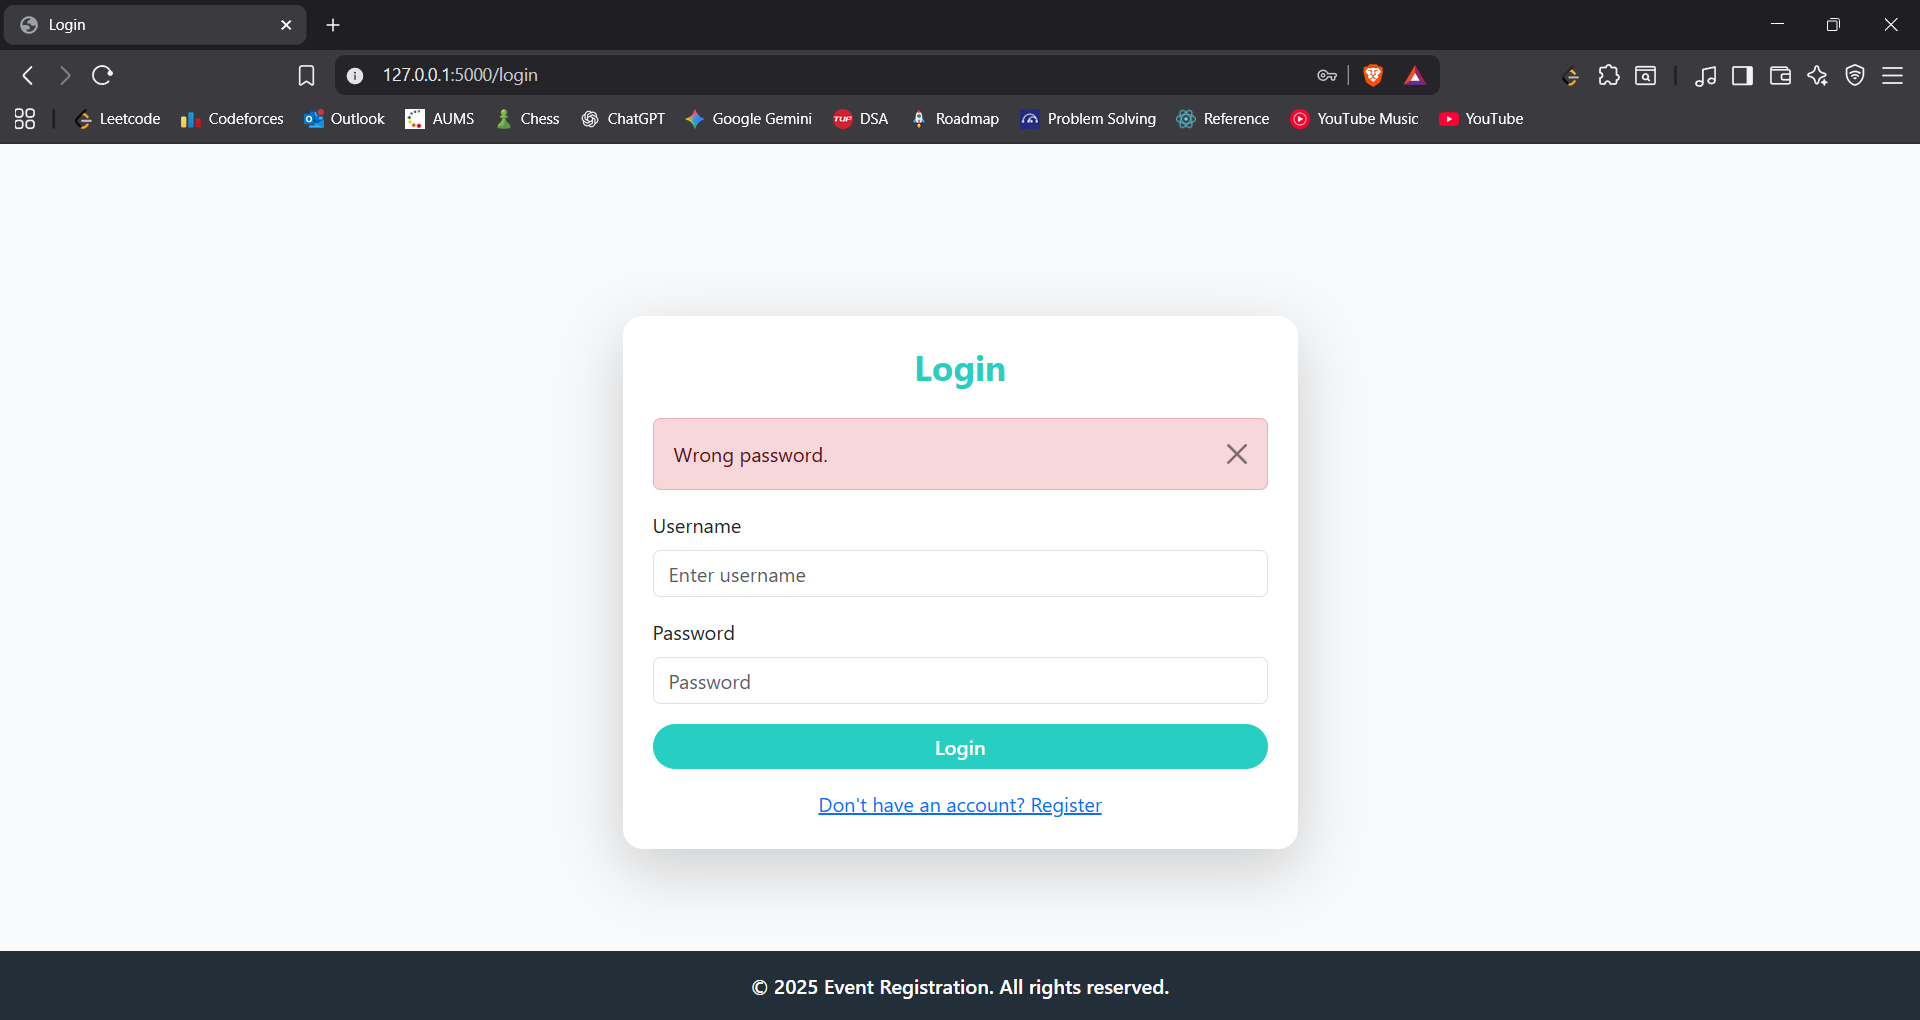 Login
127.0.0.1:5000/login
Leetcode
Codeforces
Outlook
AUMS
Chess
ChatGPT
Google Gemini
TUF DSA
Roadmap
Problem Solving
Reference
YouTube Music
YouTube
Login
Wrong password.
Username
Enter username
Password
Password
Login
Don't have an account? Register
© 2025 Event Registration. All rights reserved.